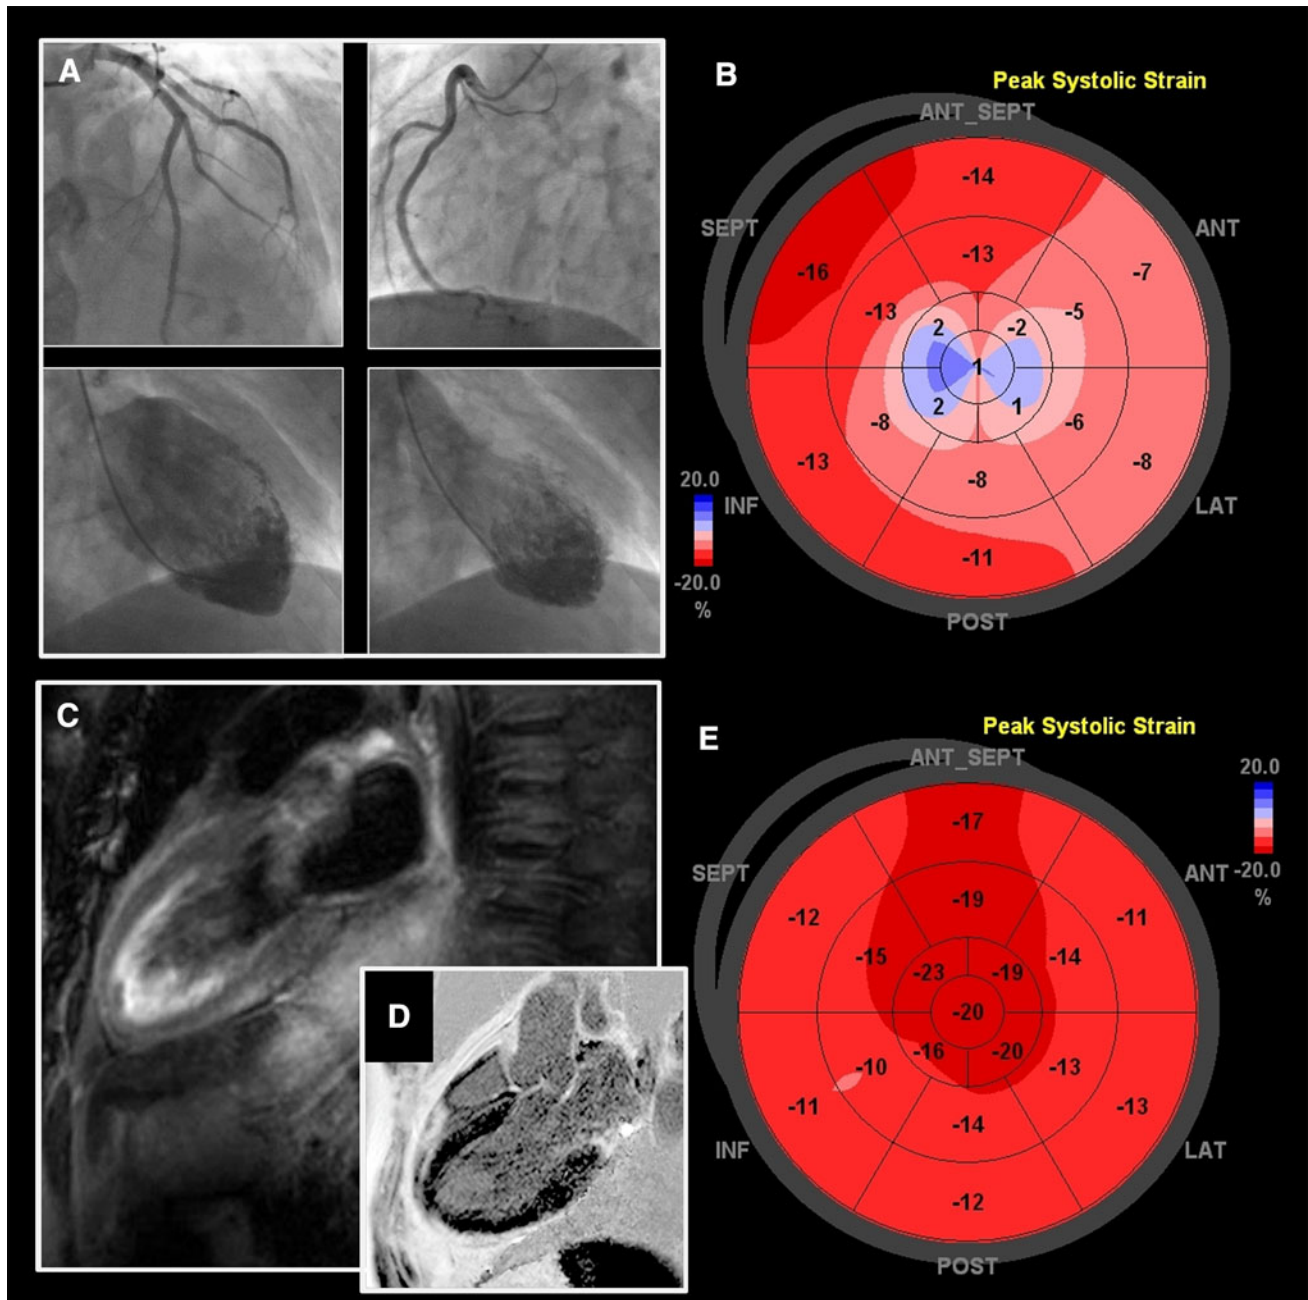 A
B
Peak Systolic Strain
ANT_SEPT
-14
SEPT
ANT
-13
-16
-7
-13
-5
2
-2
1
2
1
-8
-6
-13
-8
-8
20.0
INF
LAT
-11
-20.0
%
POST
C
E
Peak Systolic Strain
ANT_SEPT
20.0
-17
SEPT
ANT
-20.0
%
-19
-12
-11
-15
-14
-23
-19
-20
D
-16
-20
-10
-13
-11
-13
-14
INF
LAT
-12
POST